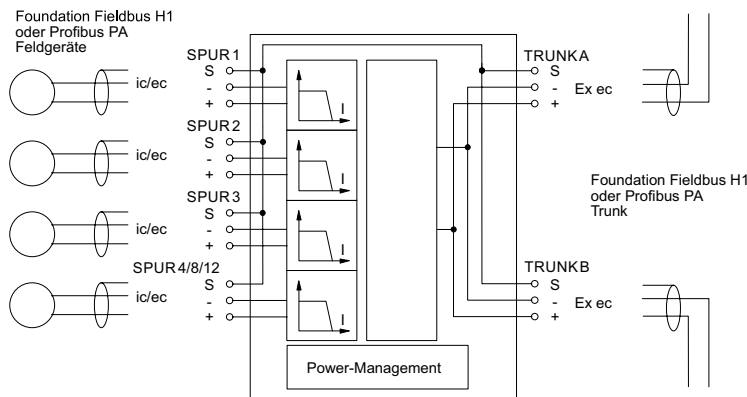 Foundation Fieldbus H1
oder Profibus PA
Feldgeräte
SPUR 1
S
-
+
ic/ec
I
TRUNKA
S
-
+
Ex ec
SPUR 2
S
-
+
ic/ec
I
SPUR 3
S
-
+
ic/ec
I
Foundation Fieldbus H1
oder Profibus PA
Trunk
SPUR 4/8/12
S
-
+
ic/ec
I
TRUNKB
S
-
+
Ex ec
Power-Management